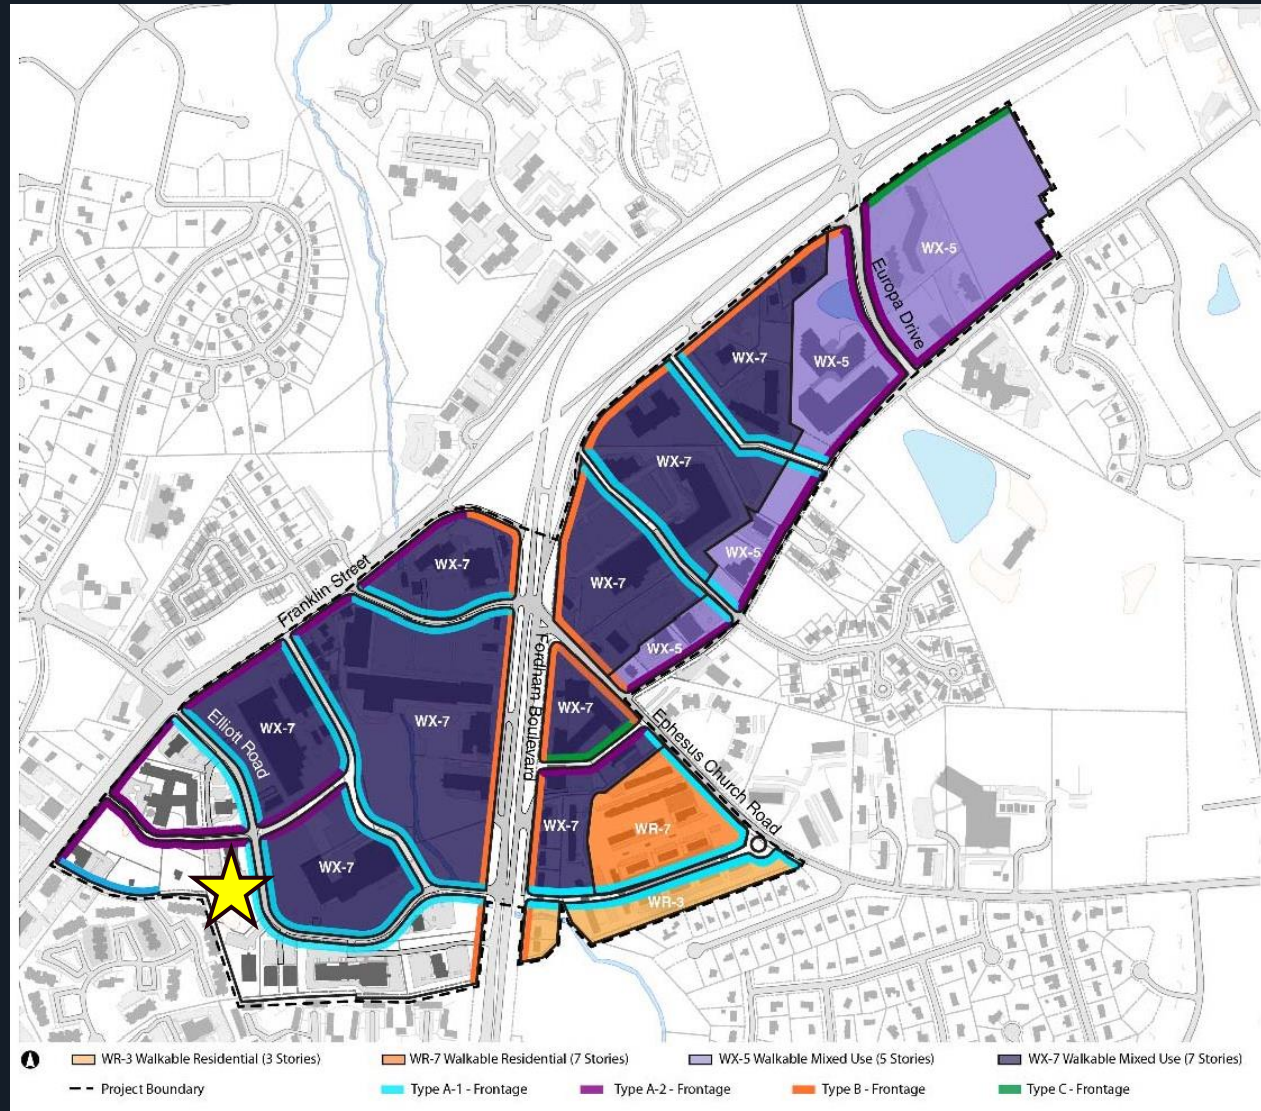 WX-5
Europa Drive
WX-7
WX-5
WX-7
WX-5
WX-7
WX-7
Franklin Street
WX-5
Fordham Boulevard
WX-7
WX-7
WX-7
Elliott Road
Ephesus Church Road
WX-7
WR-7
WX-7
WR-3
WR-3 Walkable Residential (3 Stories)
WR-7 Walkable Residential (7 Stories)
WX-5 Walkable Mixed Use (5 Stories)
WX-7 Walkable Mixed Use (7 Stories)
Project Boundary
Type A-1 - Frontage
Type A-2 - Frontage
Type B - Frontage
Type C - Frontage